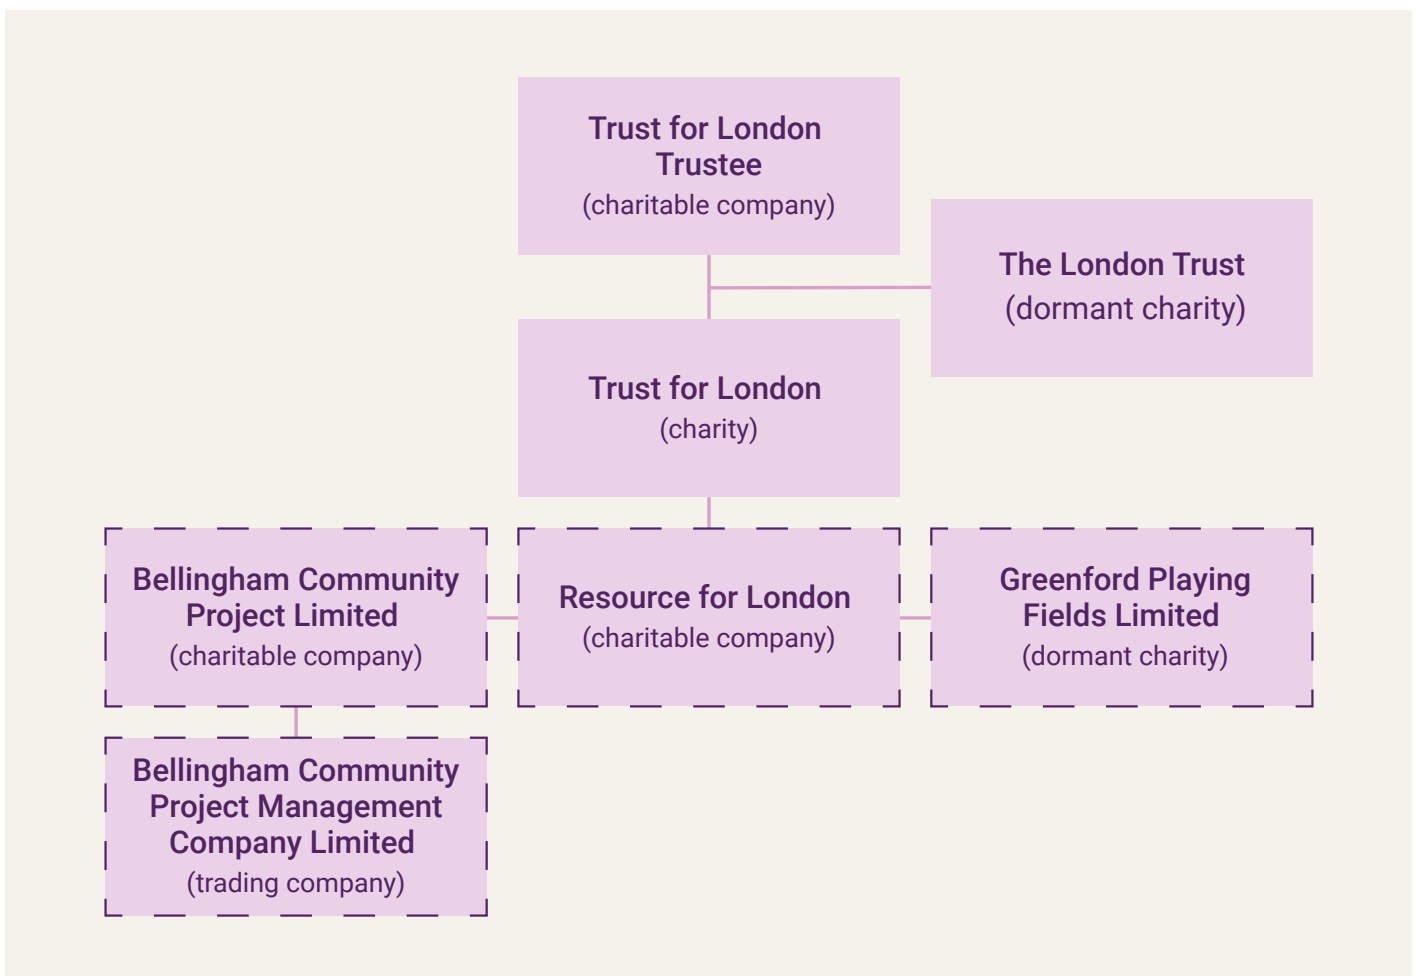 Trust for London
Trustee
(charitable company)
The London Trust
(dormant charity)
Trust for London
(charity)
Bellingham Community
Project Limited
(charitable company)
Resource for London
(charitable company)
Greenford Playing
Fields Limited
(dormant charity)
Bellingham Community
Project Management
Company Limited
(trading company)